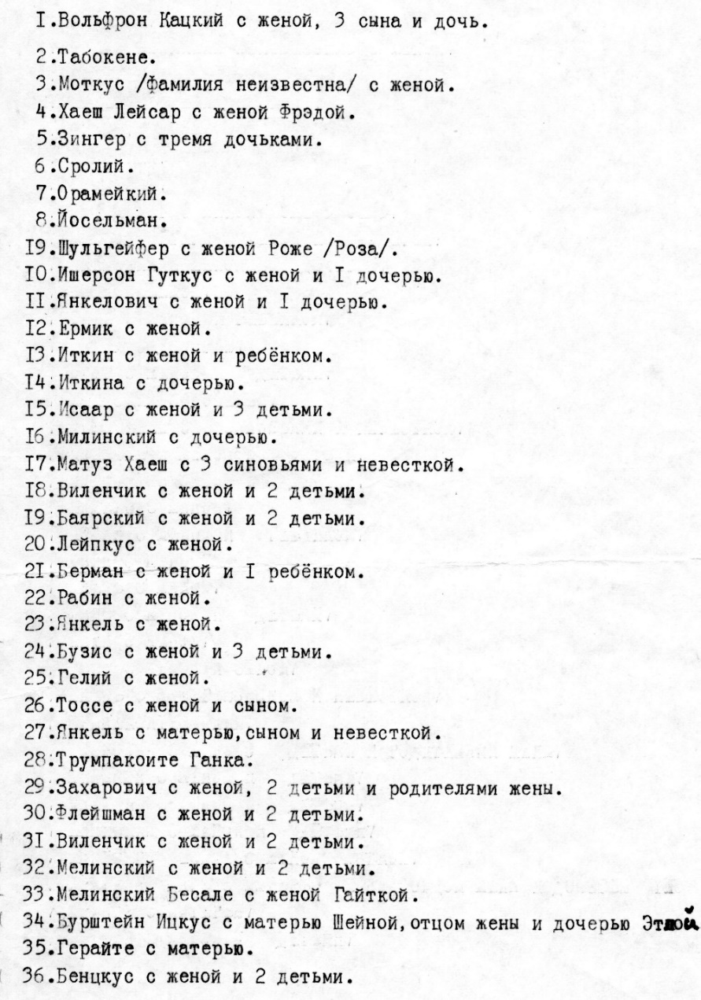 I.Вольфрон Кацкий с женой, 3 сына и дочь.
2.Табокене.
3.Моткус /фамилия неизвестна/ с женой.
4.Хаеш Лейсар с женой Фрэдой.
5.Зингер с тремя дочьками.
6.Сролий.
7.Орамейкий.
8.Йосельман.
I9.Шульгейфер с женой Роже /Роза/.
IO.Ишерсон Гуткус с женой и I дочерью.
II.Янкелович с женой и I дочерью.
I2.Ермик с женой.
I3.Иткин с женой и ребёнком.
I4.Иткина с дочерью.
I5.Исаар с женой и 3 детьми.
I6.Милинский с дочерью.
I7.Матуз Хаеш с 3 синовьями и невесткой.
I8.Виленчик с женой и 2 детьми.
I9.Баярский с женой и 2 детьми.
20.Лейпкус с женой.
2I.Берман с женой и I ребёнком.
22.Рабин с женой.
23.Янкель с женой.
24.Бузис с женой и 3 детьми.
25.Гелий с женой.
26.Тоссе с женой и сыном.
27.Янкель с матерью,сыном и невесткой.
28.Трумпакоите Ганка.
29.Захарович с женой, 2 детьми и родителями жены.
30.Флейшман с женой и 2 детьми.
3I.Виленчик с женой и 2 детьми.
32.Мелинский с женой и 2 детьми.
33.Мелинский Бесале с женой Гайткой.
34.Бурштейн Ицкус с матерью Шейной,отцом жены и дочерью Этлой
35.Герайте с матерью.
36.Бенцкус с женой и 2 детьми.